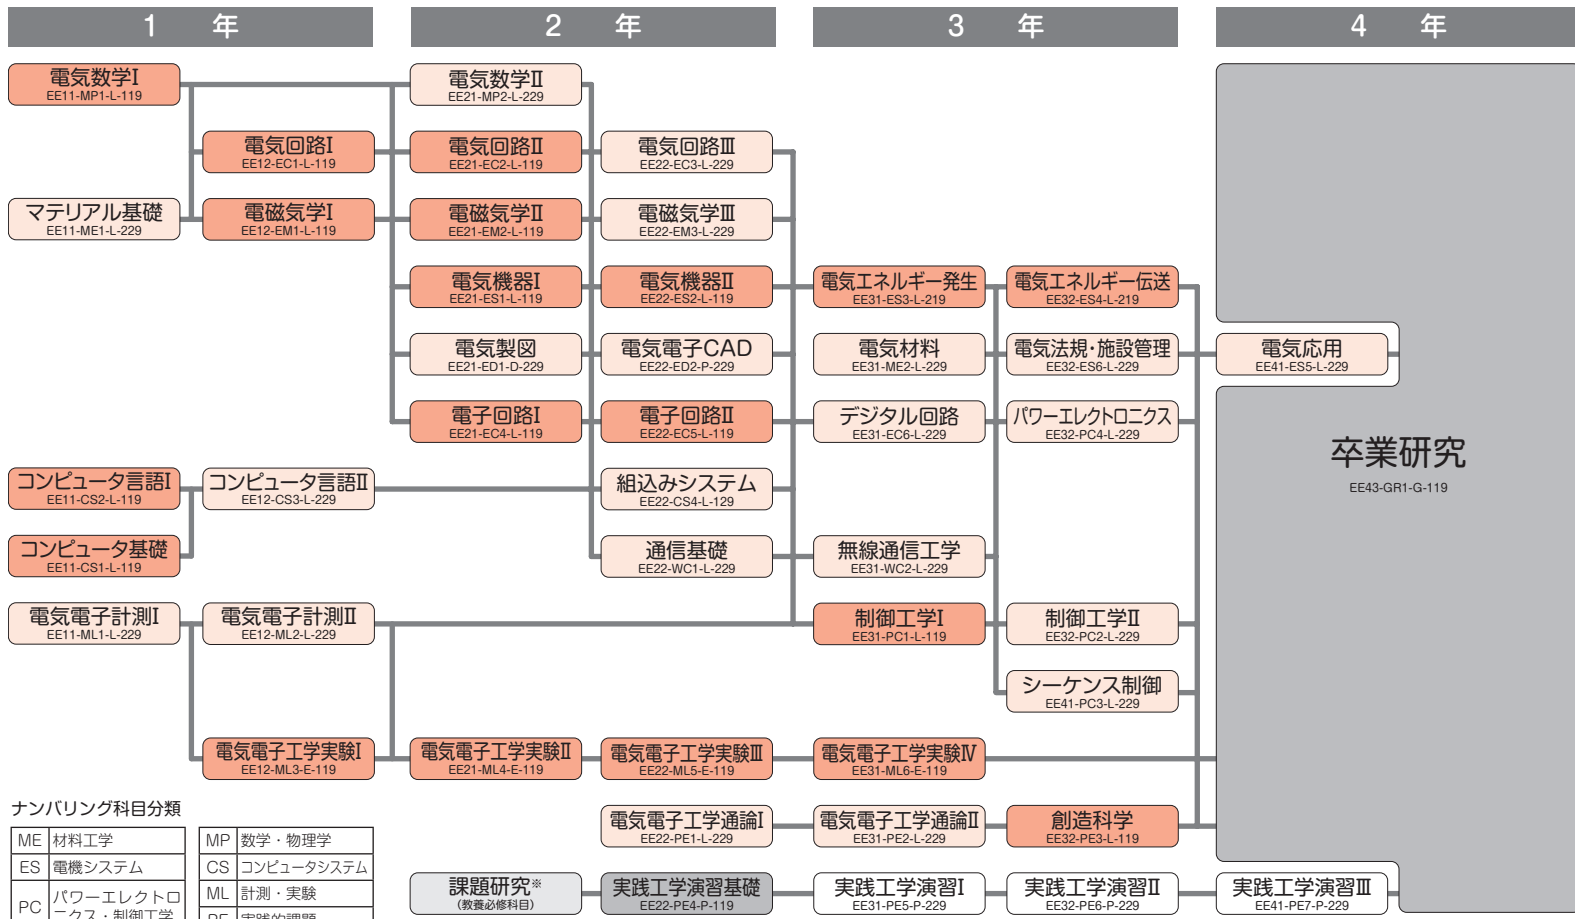 1 年
2 年
3 年
4 年
電気数学Ⅰ
EE11-MP1-L-119
電気数学Ⅱ
EE21-MP2-L-229
電気回路Ⅰ
EE12-EC1-L-119
電気回路Ⅱ
EE21-EC2-L-119
電気回路Ⅲ
EE22-EC3-L-229
マテリアル基礎
EE11-ME1-L-229
電磁気学Ⅰ
EE12-EM1-L-119
電磁気学Ⅱ
EE21-EM2-L-119
電磁気学Ⅲ
EE22-EM3-L-229
電気機器Ⅰ
EE21-ES1-L-119
電気機器Ⅱ
EE22-ES2-L-119
電気エネルギー発生
EE31-ES3-L-219
電気エネルギー伝送
EE32-ES4-L-219
電気製図
EE21-ED1-D-229
電気電子CAD
EE22-ED2-P-229
電気材料
EE31-ME2-L-229
電気法規・施設管理
EE32-ES6-L-229
電気応用
EE41-ES5-L-229
電子回路Ⅰ
EE21-EC4-L-119
電子回路Ⅱ
EE22-EC5-L-119
デジタル回路
EE31-EC6-L-229
パワーエレクトロニクス
EE32-PC4-L-229
卒業研究
EE43-GR1-G-119
コンピュータ言語Ⅰ
EE11-CS2-L-119
コンピュータ言語Ⅱ
EE12-CS3-L-229
組込みシステム
EE22-CS4-L-129
コンピュータ基礎
EE11-CS1-L-119
通信基礎
EE22-WC1-L-229
無線通信工学
EE31-WC2-L-229
電気電子計測Ⅰ
EE11-ML1-L-229
電気電子計測Ⅱ
EE12-ML2-L-229
制御工学Ⅰ
EE31-PC1-L-119
制御工学Ⅱ
EE32-PC2-L-229
シーケンス制御
EE41-PC3-L-229
電気電子工学実験Ⅰ
EE12-ML3-E-119
電気電子工学実験Ⅱ
EE21-ML4-E-119
電気電子工学実験Ⅲ
EE22-ML5-E-119
電気電子工学実験Ⅳ
EE31-ML6-E-119
電気電子工学通論Ⅰ
EE22-PE1-L-229
電気電子工学通論Ⅱ
EE31-PE2-L-229
創造科学
EE32-PE3-L-119
課題研究※
(教養必修科目)
実践工学演習基礎
EE22-PE4-P-119
実践工学演習Ⅰ
EE31-PE5-P-229
実践工学演習Ⅱ
EE32-PE6-P-229
実践工学演習Ⅲ
EE41-PE7-P-229
ナンバリング科目分類
ME 材料工学
ES 電機システム
PC パワーエレクトロ
ニクス・制御工学
MP 数学・物理学
CS コンピュータシステム
ML 計測・実験
PE 実践的課題